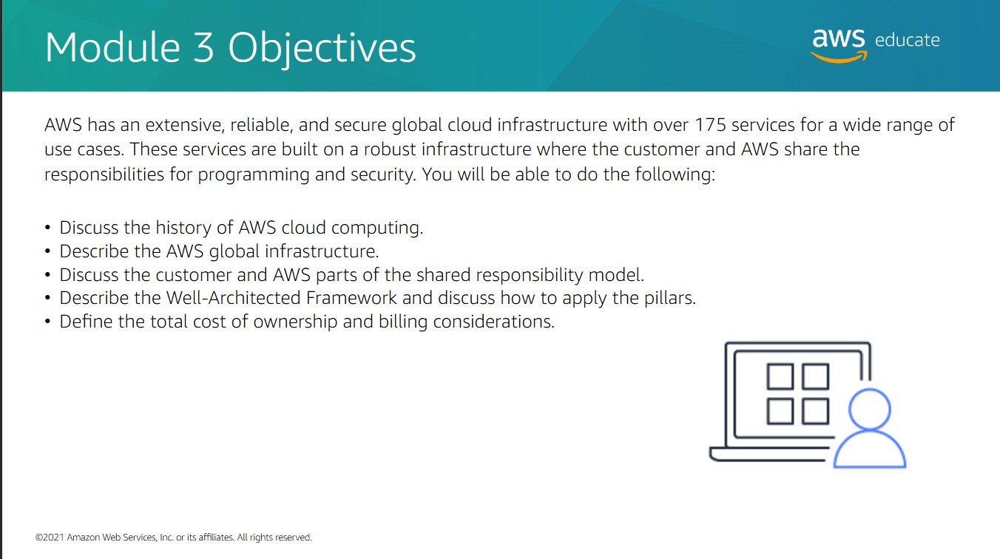 Module 3 Objectives
aws educate
AWS has an extensive, reliable, and secure global cloud infrastructure with over 175 services for a wide range of
use cases. These services are built on a robust infrastructure where the customer and AWS share the
responsibilities for programming and security. You will be able to do the following:
• Discuss the history of AWS cloud computing.
• Describe the AWS global infrastructure.
• Discuss the customer and AWS parts of the shared responsibility model.
• Describe the Well-Architected Framework and discuss how to apply the pillars.
• Define the total cost of ownership and billing considerations.
©2021 Amazon Web Services, Inc. or its affiliates. All rights reserved.